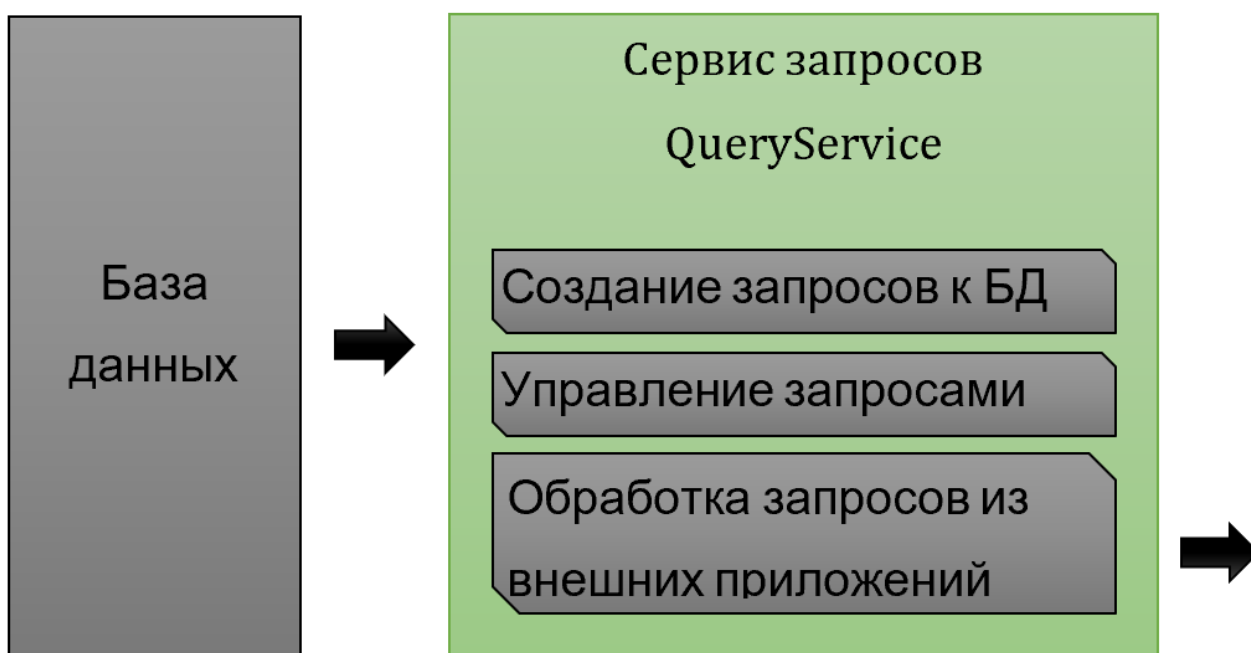 База
данных
Сервис запросов
QueryService
Создание запросов к БД
Управление запросами
Обработка запросов из
внешних приложений